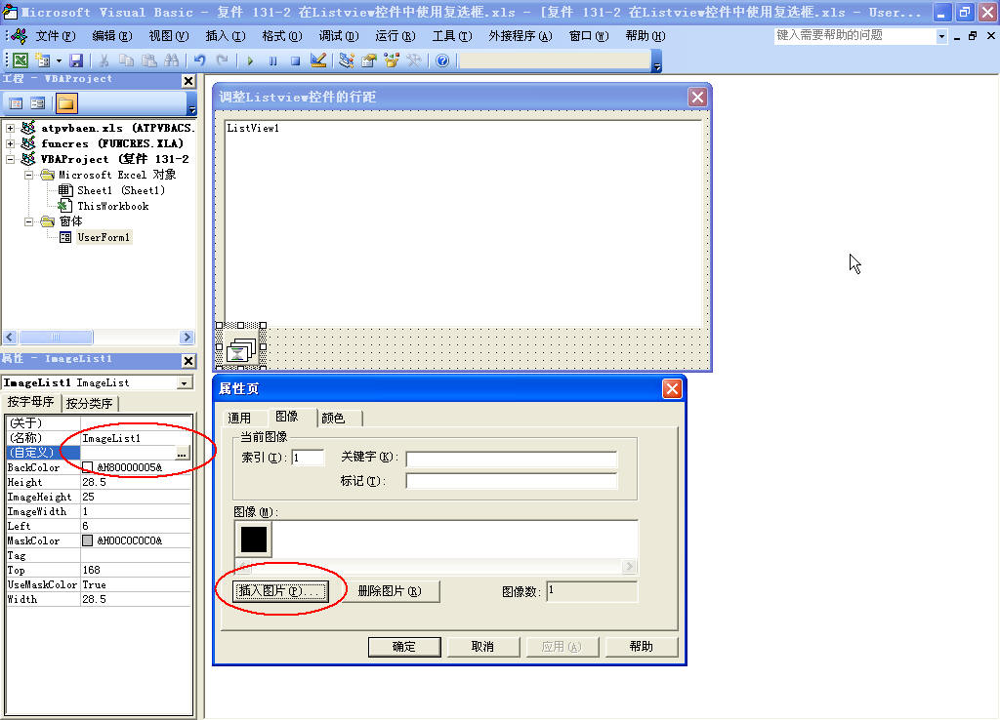 Microsoft Visual Basic - 复件 131-2 在Listview控件中使用复选框.xls - [复件 131-2 在Listview控件中使用复选框.xls - User...
文件(F) 编辑(E) 视图(V) 插入(I) 格式(O) 调试(D) 运行(R) 工具(T) 外接程序(A) 窗口(W) 帮助(H) 键入需要帮助的问题
工程 - VBAProject
atpvbaen.xls (ATPVBACS.
funcres (FUNCRES.XLA)
VBAProject (复件 131-2
Microsoft Excel 对象
Sheet1 (Sheet1)
ThisWorkbook
窗体
UserForm1
属性 - ImageList1
ImageList1 ImageList
按字母序 按分类序
(关于)
(名称) ImageList1
(自定义) ...
BackColor &H80000005&
Height 28.5
ImageHeight 25
ImageWidth 1
Left 6
MaskColor &H00C0C0C0&
Tag
Top 168
UseMaskColor True
Width 28.5
调整Listview控件的行距
ListView1
属性页
通用 图像 颜色
当前图像
索引(I): 1 关键字(K):
标记(T):
图像(M):
插入图片(P)... 删除图片(R) 图像数: 1
确定 取消 应用(A) 帮助